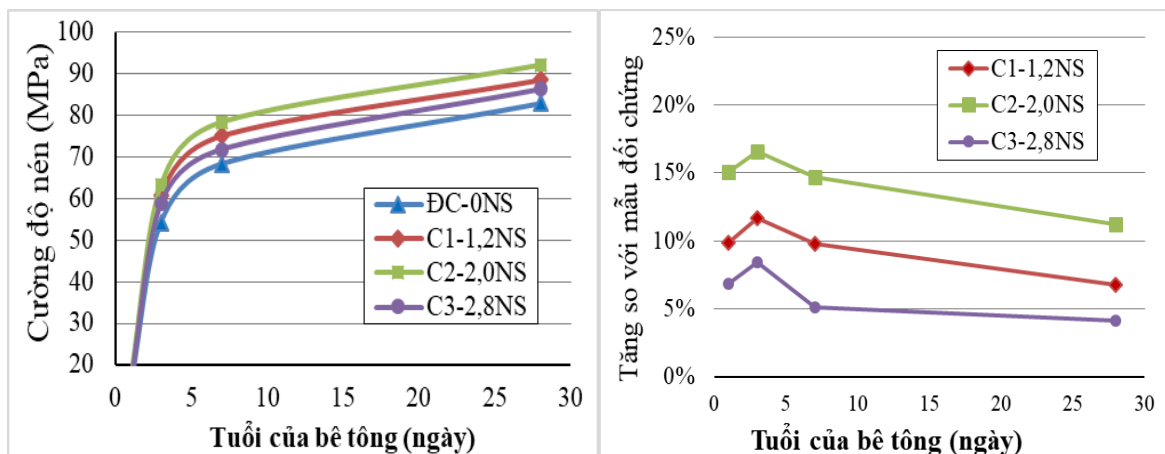 Cường độ nén (MPa)
100
90
80
70
60
50
40
30
20
0
5
10
15
20
25
30
Tuổi của bê tông (ngày)
ĐC-0NS
C1-1,2NS
C2-2,0NS
C3-2,8NS
Tăng so với mẫu đối chứng
25%
20%
15%
10%
5%
0%
0
5
10
15
20
25
30
Tuổi của bê tông (ngày)
C1-1,2NS
C2-2,0NS
C3-2,8NS